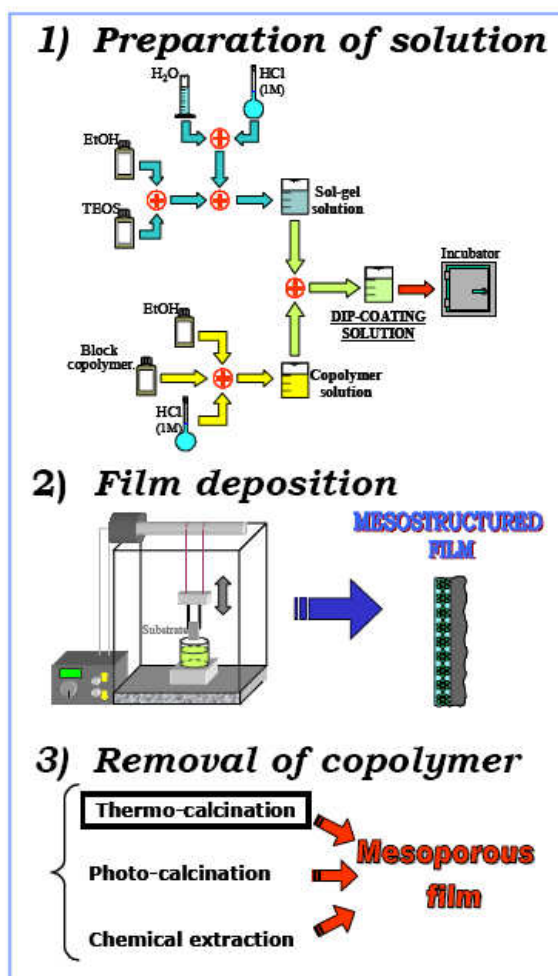 1) Preparation of solution
H₂O
HCl
(1M)
EtOH
TEOS
Sol-gel
solution
Incubator
EtOH
DIP-COATING
SOLUTION
Block
copolymer.
Copolymer
solution
HCl
(1M)
2) Film deposition
MESOSTRUCTURED
FILM
Substrate
3) Removal of copolymer
Thermo-calcination
Photo-calcination
Mesoporous
film
Chemical extraction